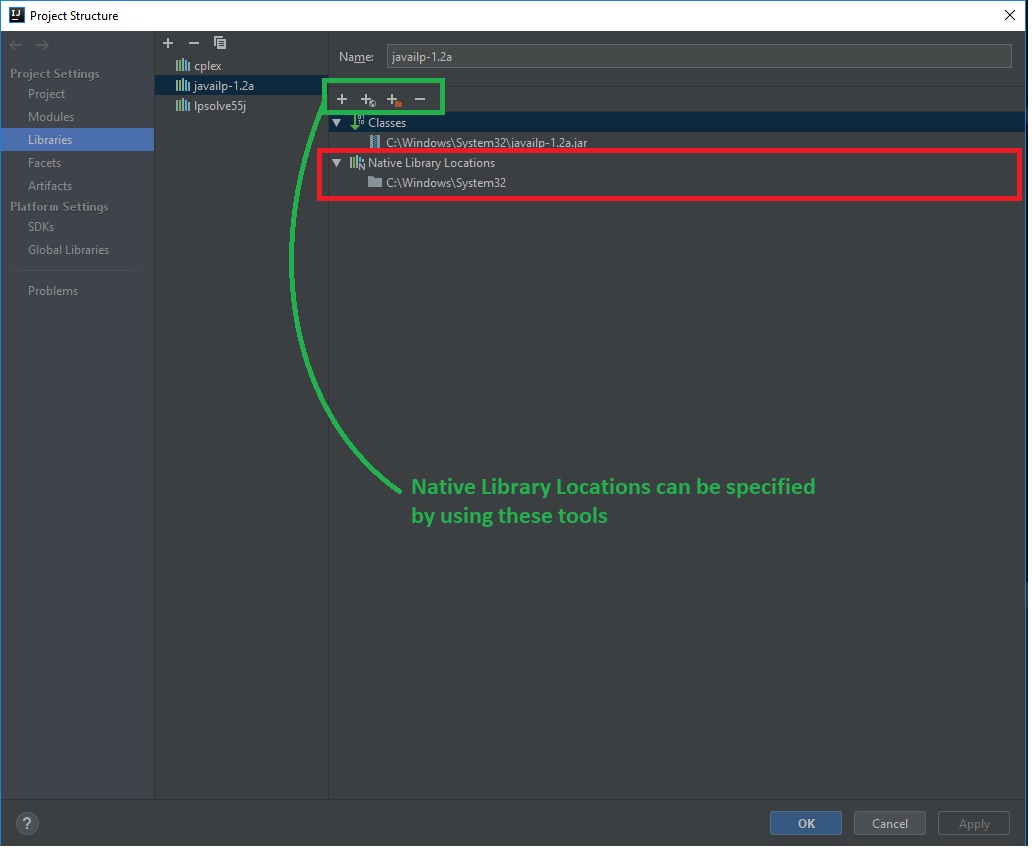 Project Structure
Project Settings
Project
Modules
Libraries
Facets
Artifacts
Platform Settings
SDKs
Global Libraries
Problems
cplex
javailp-1.2a
lpsolve55j
Name: javailp-1.2a
Classes
C:\Windows\System32\javailp-1.2a.jar
Native Library Locations
C:\Windows\System32
Native Library Locations can be specified
by using these tools
? OK Cancel Apply